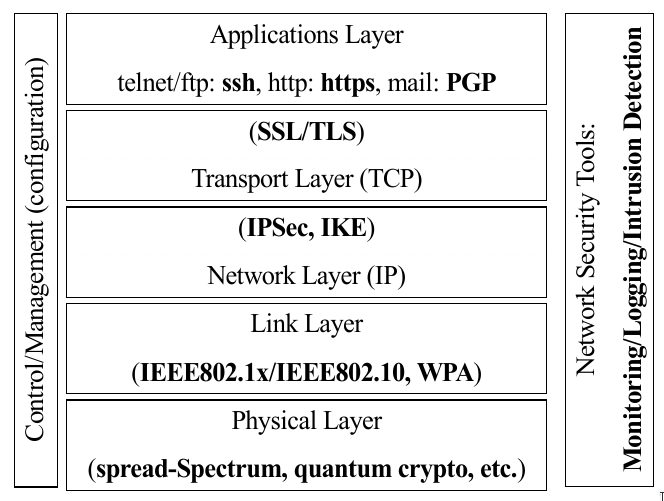 Control/Management (configuration)
Applications Layer
telnet/ftp: ssh, http: https, mail: PGP
(SSL/TLS)
Transport Layer (TCP)
(IPSec, IKE)
Network Layer (IP)
Link Layer
(IEEE802.1x/IEEE802.10, WPA)
Physical Layer
(spread-Spectrum, quantum crypto, etc.)
Network Security Tools:
Monitoring/Logging/Intrusion Detection